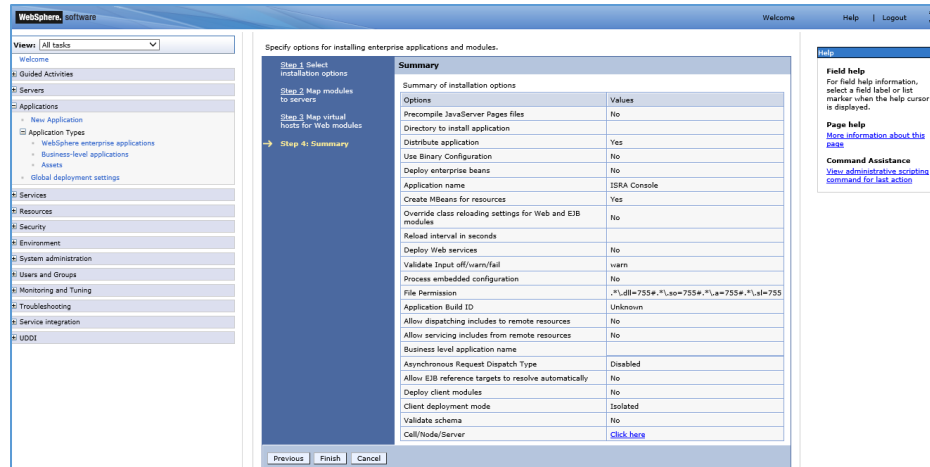 WebSphere. software
Welcome
Help | Logout
View: All tasks
Welcome
Guided Activities
Servers
Applications
New Application
Application Types
WebSphere enterprise applications
Business-level applications
Assets
Global deployment settings
Services
Resources
Security
Environment
System administration
Users and Groups
Monitoring and Tuning
Troubleshooting
Service integration
UDDI
Specify options for installing enterprise applications and modules.
Step 1 Select
installation options
Step 2 Map modules
to servers
Step 3 Map virtual
hosts for Web modules
Step 4: Summary
Summary
Summary of installation options
Options Values
Precompile JavaServer Pages files No
Directory to install application
Distribute application Yes
Use Binary Configuration No
Deploy enterprise beans No
Application name ISRA Console
Create MBeans for resources Yes
Override class reloading settings for Web and EJB
modules No
Reload interval in seconds
Deploy Web services No
Validate Input off/warn/fail warn
Process embedded configuration No
File Permission .*\.dll=755#.*\.so=755#.*\.a=755#.*\.sl=755
Application Build ID Unknown
Allow dispatching includes to remote resources No
Allow servicing includes from remote resources No
Business level application name
Asynchronous Request Dispatch Type Disabled
Allow EJB reference targets to resolve automatically No
Deploy client modules No
Client deployment mode Isolated
Validate schema No
Cell/Node/Server Click here
Previous Finish Cancel
Help
Field help
For field help information,
select a field label or list
marker when the help cursor
is displayed.
Page help
More information about this
page
Command Assistance
View administrative scripting
command for last action